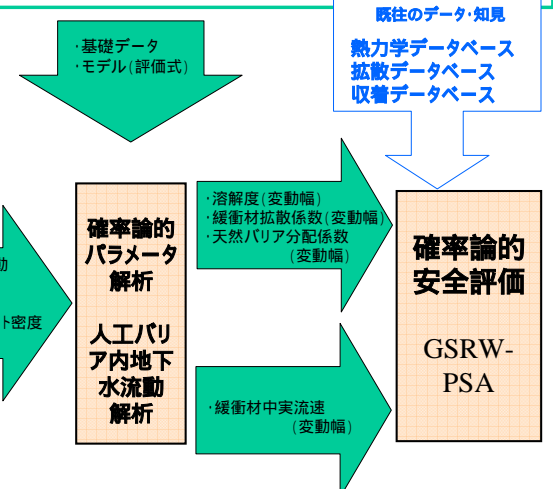 既往のデータ・知見
熱力学データベース
拡散データベース
収着データベース
・基礎データ
・モデル(評価式)
動
ト密度
確率論的
パラメータ
解析
人工バリ
ア内地下
水流動
解析
・溶解度(変動幅)
・緩衝材拡散係数(変動幅)
・天然バリア分配係数
(変動幅)
・緩衝材中実流速
(変動幅)
確率論的
安全評価
GSRW-
PSA